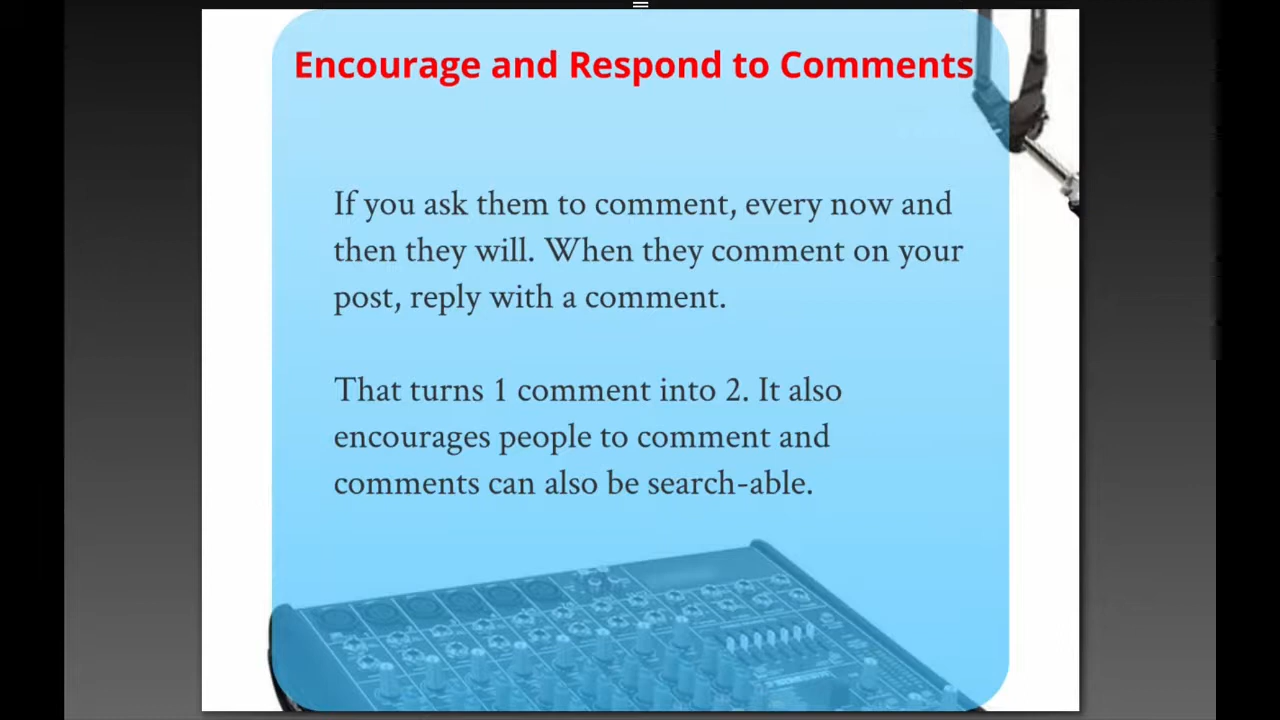 Encourage and Respond to Comments
If you ask them to comment, every now and
then they will. When they comment on your
post, reply with a comment.
That turns 1 comment into 2. It also
encourages people to comment and
comments can also be search-able.